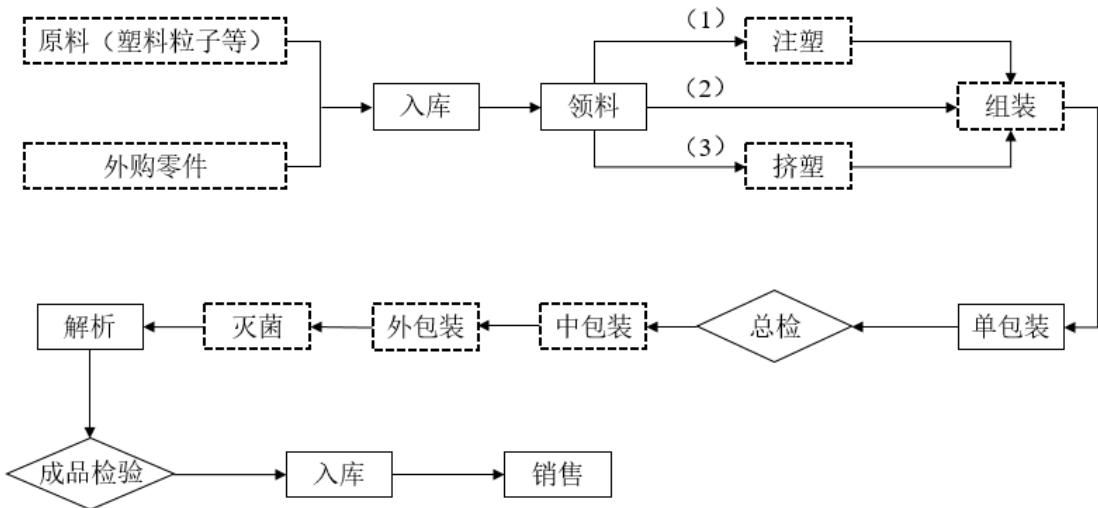 原料（塑料粒子等）
外购零件
入库
领料
（1）
注塑
（2）
（3）
挤塑
组装
单包装
总检
中包装
外包装
灭菌
解析
成品检验
入库
销售